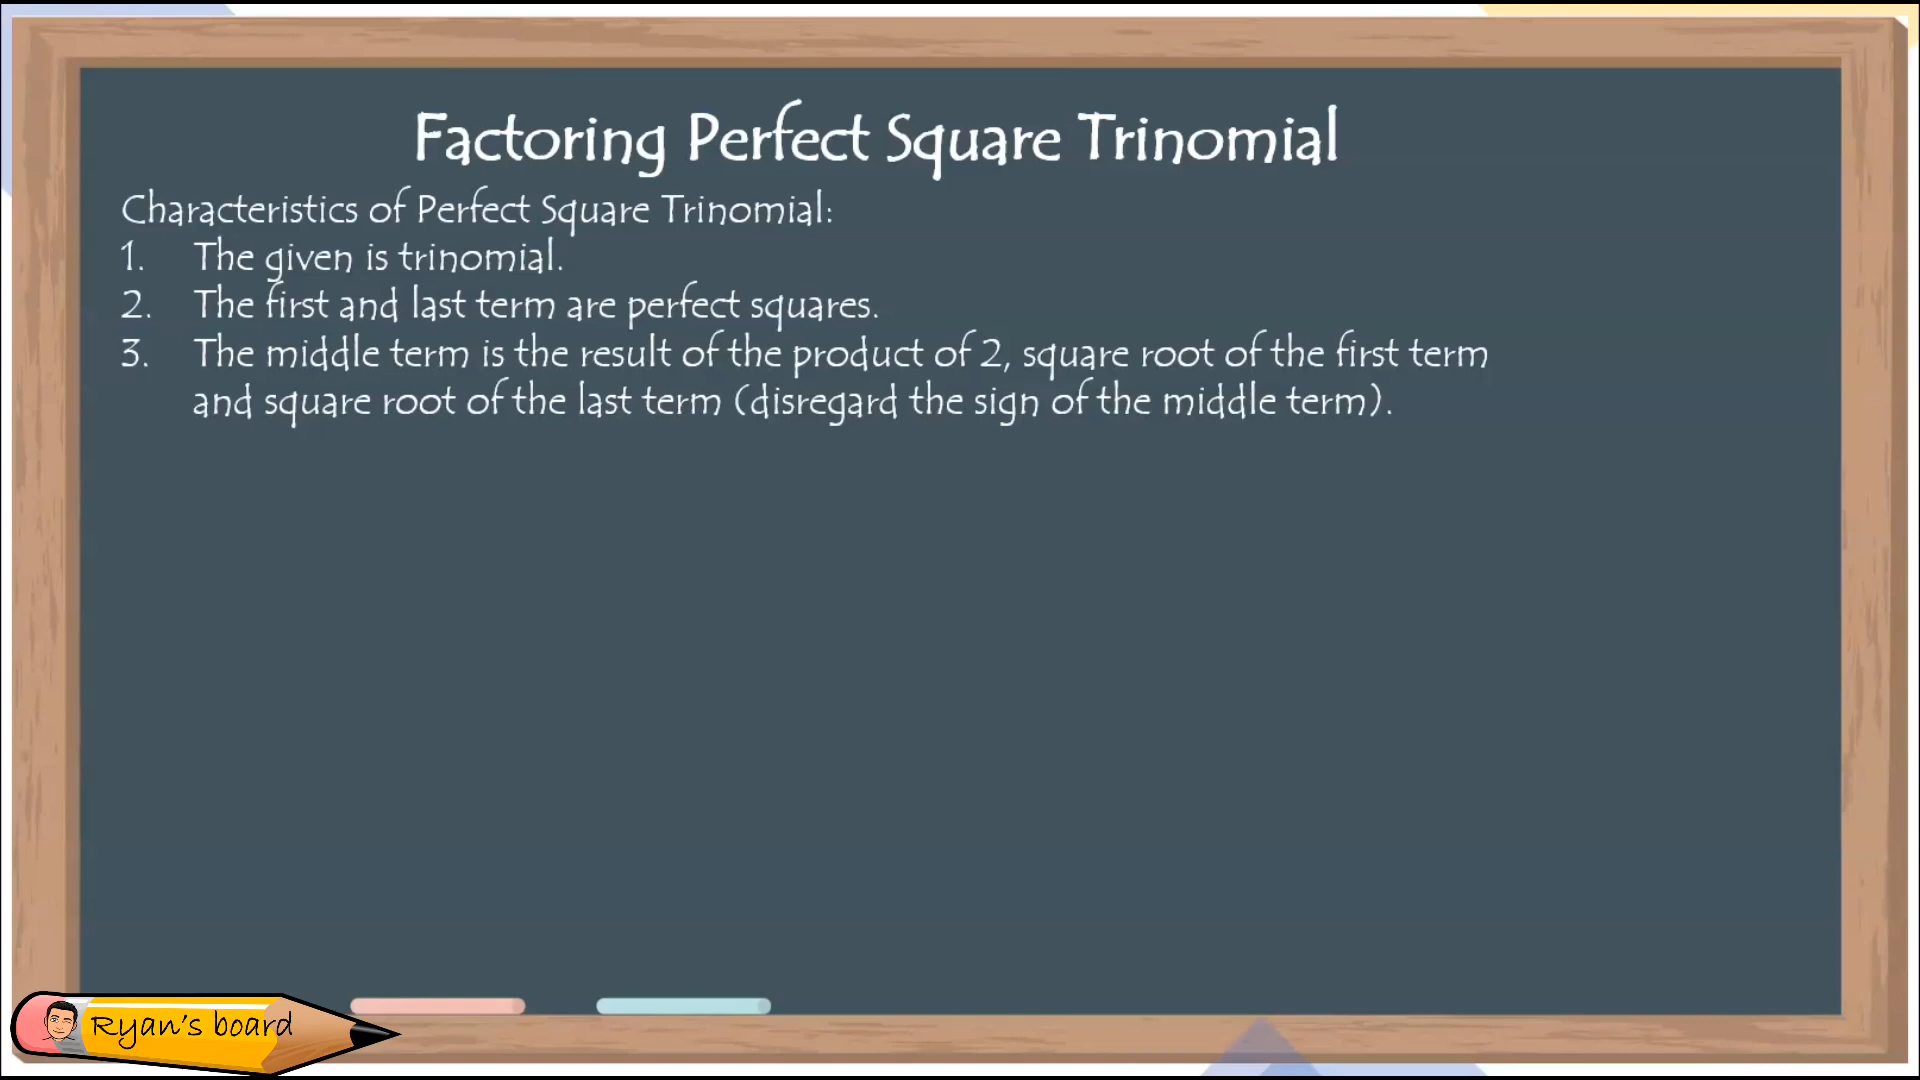 Factoring Perfect Square Trinomial
Characteristics of Perfect Square Trinomial:
1. The given is trinomial.
2. The first and last term are perfect squares.
3. The middle term is the result of the product of 2, square root of the first term
and square root of the last term (disregard the sign of the middle term).
Ryan's board